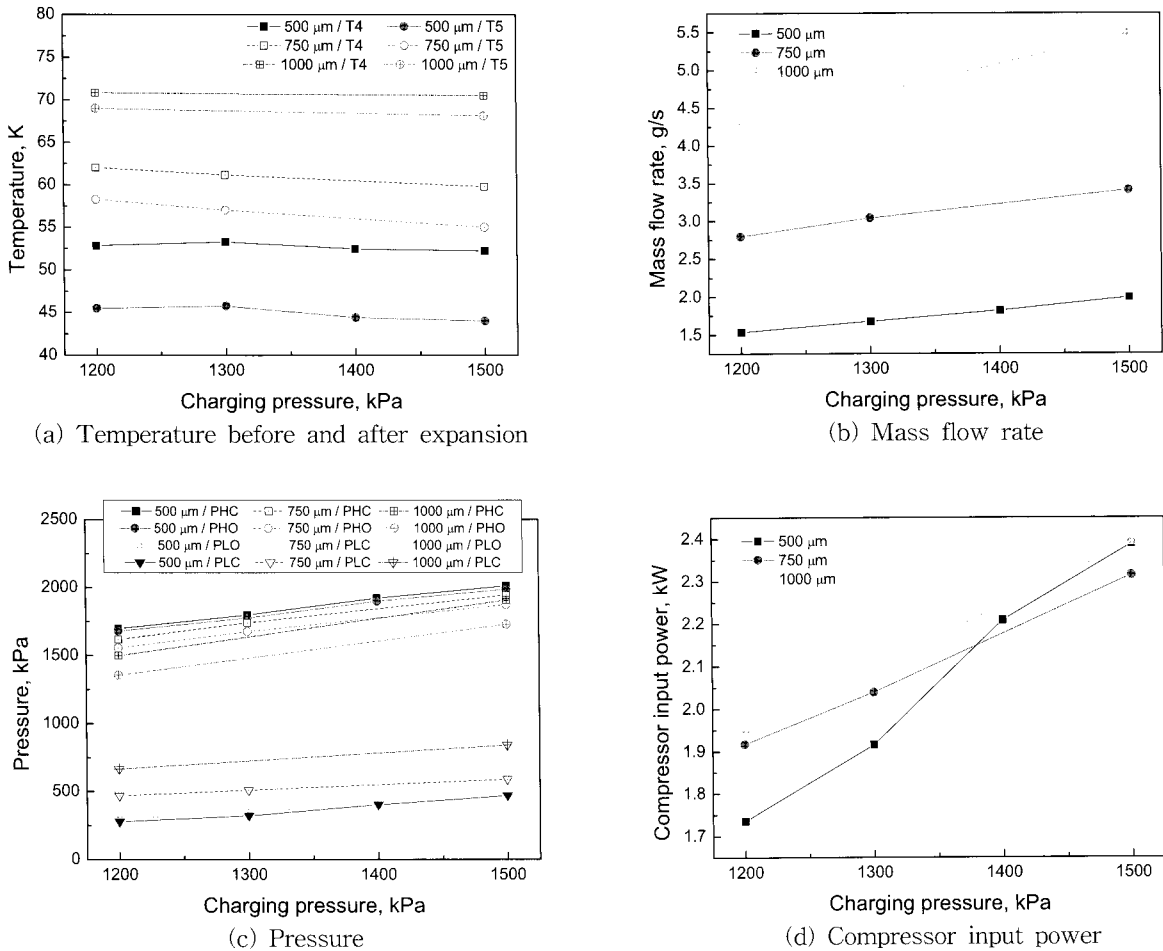 80
75
70
65
60
55
50
45
40
Temperature, K
500 μm / T4
750 μm / T4
1000 μm / T4
500 μm / T5
750 μm / T5
1000 μm / T5
1200
1300
1400
1500
Charging pressure, kPa
(a) Temperature before and after expansion
5.5
5.0
4.5
4.0
3.5
3.0
2.5
2.0
1.5
Mass flow rate, g/s
500 μm
750 μm
1000 μm
1200
1300
1400
1500
Charging pressure, kPa
(b) Mass flow rate
2500
2000
1500
1000
500
0
Pressure, kPa
500 μm / PHC
500 μm / PHO
500 μm / PLO
500 μm / PLC
750 μm / PHC
750 μm / PHO
750 μm / PLC
750 μm / PLC
1000 μm / PHC
1000 μm / PHO
1000 μm / PLO
1000 μm / PLC
1200
1300
1400
1500
Charging pressure, kPa
(c) Pressure
2.4
2.3
2.2
2.1
2.0
1.9
1.8
1.7
Compressor input power, kW
500 μm
750 μm
1000 μm
1200
1300
1400
1500
Charging pressure, kPa
(d) Compressor input power